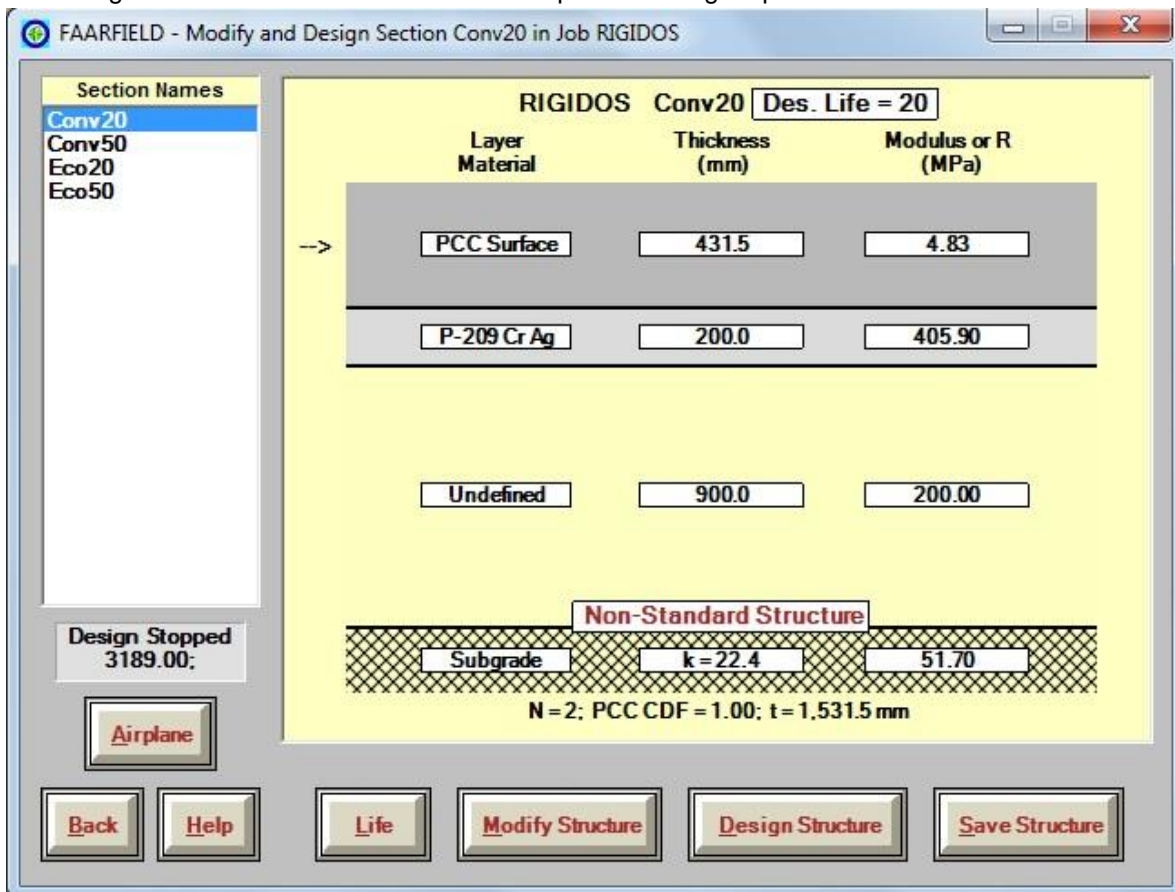 FAARFIELD - Modify and Design Section Conv20 in Job RIGIDOS
Section Names
Conv20
Conv50
Eco20
Eco50
RIGIDOS Conv20 Des. Life = 20
Layer Material Thickness (mm) Modulus or R (MPa)
--> PCC Surface 431.5 4.83
P-209 Cr Ag 200.0 405.90
Undefined 900.0 200.00
Non-Standard Structure
Subgrade k = 22.4 51.70
N = 2; PCC CDF = 1.00; t = 1,531.5 mm
Design Stopped
3189.00;
Airplane
Back Help Life Modify Structure Design Structure Save Structure